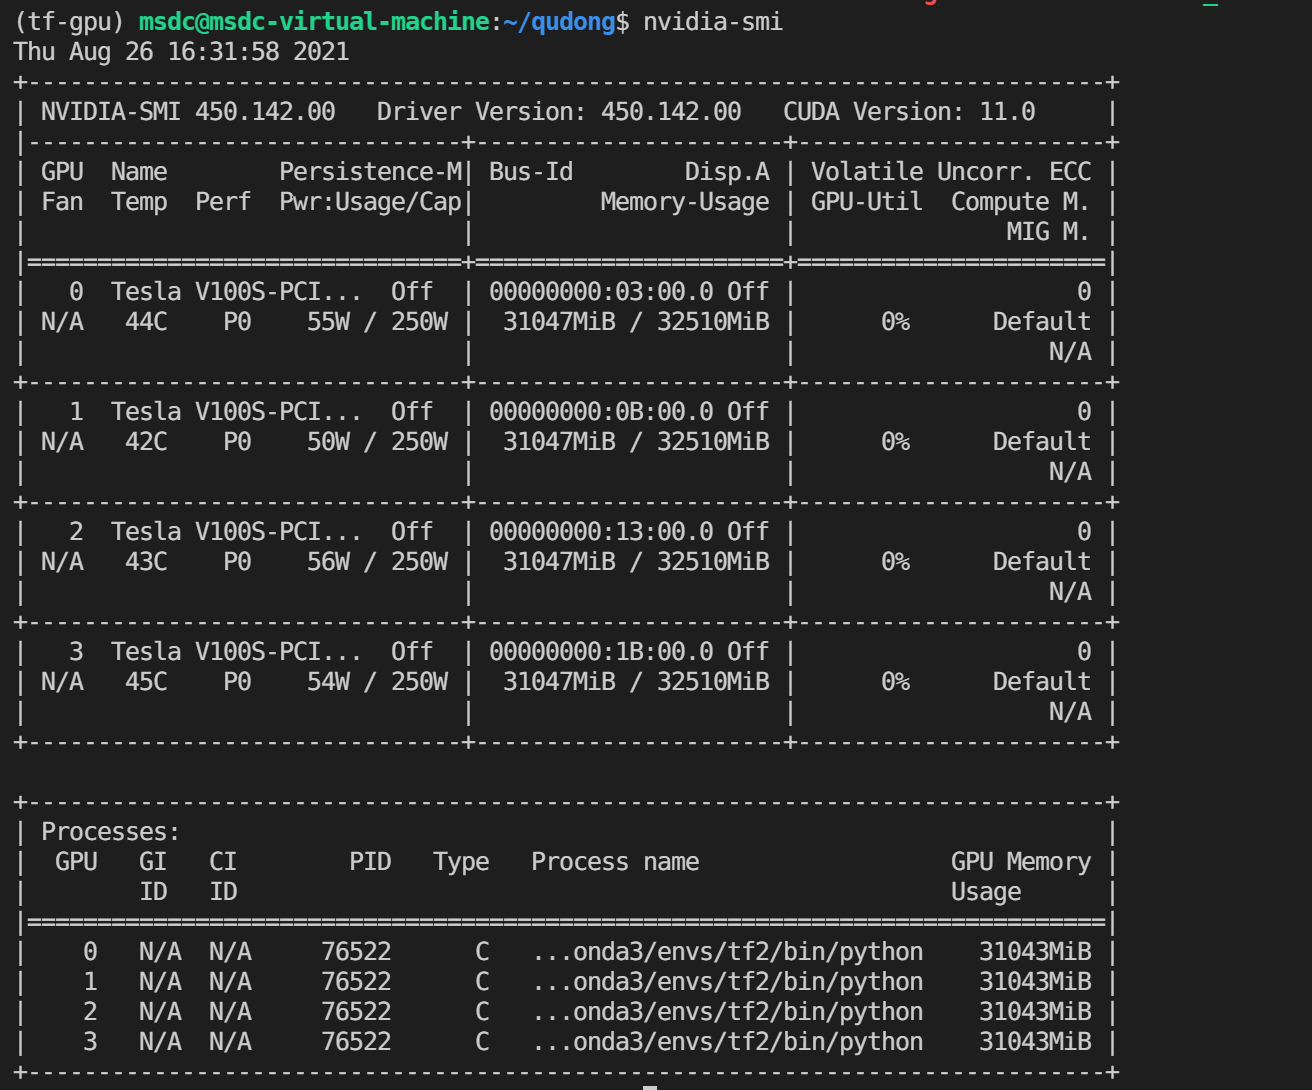 (tf-gpu) msdc@msdc-virtual-machine:~/qudong$ nvidia-smi
Thu Aug 26 16:31:58 2021
+-----------------------------------------------------------------------------+
| NVIDIA-SMI 450.142.00   Driver Version: 450.142.00   CUDA Version: 11.0     |
|-------------------------------+----------------------+----------------------+
| GPU  Name        Persistence-M| Bus-Id        Disp.A | Volatile Uncorr. ECC |
| Fan  Temp  Perf  Pwr:Usage/Cap|         Memory-Usage | GPU-Util  Compute M. |
|                               |                      |               MIG M. |
|===============================+======================+======================|
|   0  Tesla V100S-PCI...  Off  | 00000000:03:00.0 Off |                    0 |
| N/A   44C    P0    55W / 250W |  31047MiB / 32510MiB |      0%      Default |
|                               |                      |                  N/A |
+-------------------------------+----------------------+----------------------+
|   1  Tesla V100S-PCI...  Off  | 00000000:0B:00.0 Off |                    0 |
| N/A   42C    P0    50W / 250W |  31047MiB / 32510MiB |      0%      Default |
|                               |                      |                  N/A |
+-------------------------------+----------------------+----------------------+
|   2  Tesla V100S-PCI...  Off  | 00000000:13:00.0 Off |                    0 |
| N/A   43C    P0    56W / 250W |  31047MiB / 32510MiB |      0%      Default |
|                               |                      |                  N/A |
+-------------------------------+----------------------+----------------------+
|   3  Tesla V100S-PCI...  Off  | 00000000:1B:00.0 Off |                    0 |
| N/A   45C    P0    54W / 250W |  31047MiB / 32510MiB |      0%      Default |
|                               |                      |                  N/A |
+-------------------------------+----------------------+----------------------+
+-----------------------------------------------------------------------------+
| Processes:                                                                  |
|  GPU   GI   CI        PID   Type   Process name                  GPU Memory |
|        ID   ID                                                   Usage      |
|=============================================================================|
|    0   N/A  N/A     76522      C   ...onda3/envs/tf2/bin/python    31043MiB |
|    1   N/A  N/A     76522      C   ...onda3/envs/tf2/bin/python    31043MiB |
|    2   N/A  N/A     76522      C   ...onda3/envs/tf2/bin/python    31043MiB |
|    3   N/A  N/A     76522      C   ...onda3/envs/tf2/bin/python    31043MiB |
+-----------------------------------------------------------------------------+